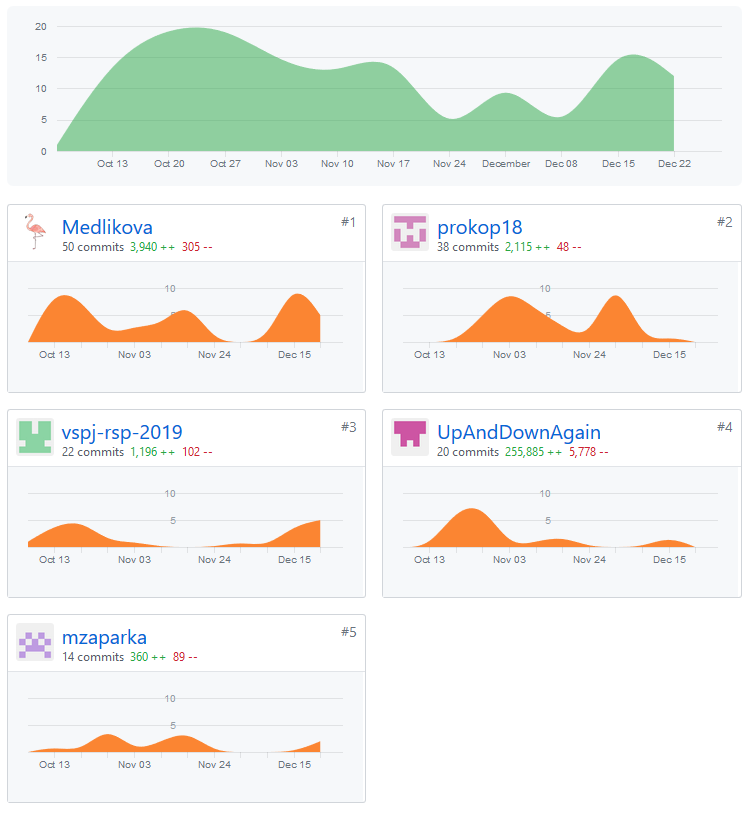 20
15
10
5
0
Oct 13 Oct 20 Oct 27 Nov 03 Nov 10 Nov 17 Nov 24 December Dec 08 Dec 15 Dec 22
Medlikova #1
50 commits 3,940 ++ 305 --
10
5
Oct 13 Nov 03 Nov 24 Dec 15
prokop18 #2
38 commits 2,115 ++ 48 --
10
5
Oct 13 Nov 03 Nov 24 Dec 15
vspj-rsp-2019 #3
22 commits 1,196 ++ 102 --
10
5
Oct 13 Nov 03 Nov 24 Dec 15
UpAndDownAgain #4
20 commits 255,885 ++ 5,778 --
10
5
Oct 13 Nov 03 Nov 24 Dec 15
mzaparka #5
14 commits 360 ++ 89 --
10
5
Oct 13 Nov 03 Nov 24 Dec 15